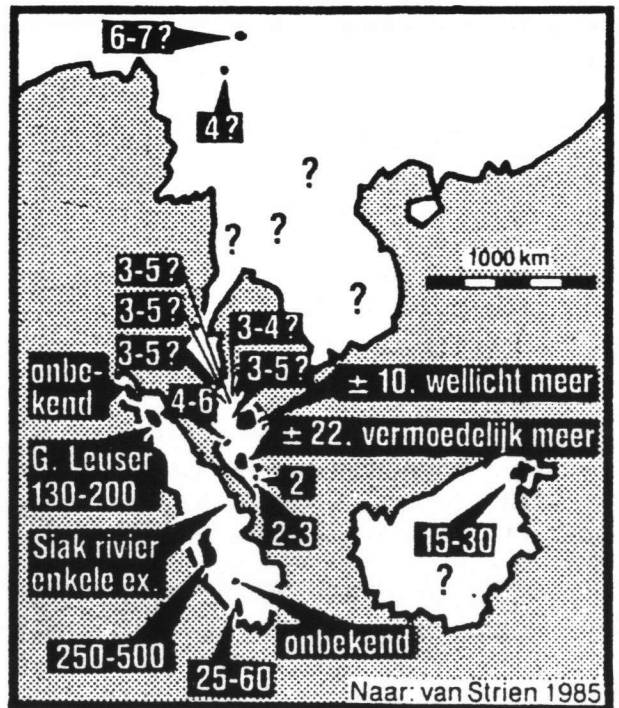 6-7?
4?
?
?
?
1000 km
?
3-5?
3-5?
3-4?
3-5?
3-5?
onbe-
kend
4-6
± 10. wellicht meer
± 22. vermoedelijk meer
G. Leuser
130-200
2
2-3
15-30
Siak rivier
enkele ex.
?
onbekend
250-500
25-60
Naar: van Strien 1985